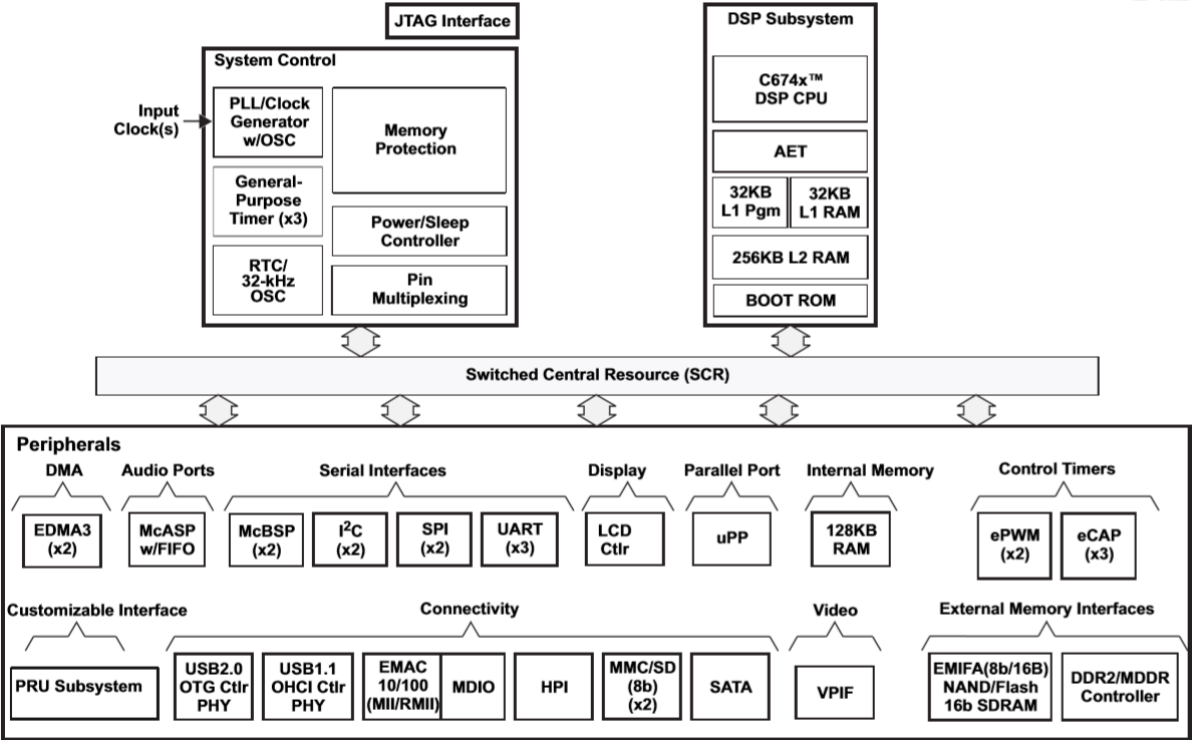 JTAG Interface
DSP Subsystem
System Control
C674x™
DSP CPU
Input
Clock(s)
PLL/Clock
Generator
w/OSC
Memory
Protection
AET
General-
Purpose
Timer (x3)
32KB
L1 Pgm
32KB
L1 RAM
Power/Sleep
Controller
256KB L2 RAM
RTC/
32-kHz
OSC
Pin
Multiplexing
BOOT ROM
Switched Central Resource (SCR)
Peripherals
DMA
Audio Ports
Serial Interfaces
Display
Parallel Port
Internal Memory
Control Timers
EDMA3
(x2)
McASP
w/FIFO
McBSP
(x2)
I²C
(x2)
SPI
(x2)
UART
(x3)
LCD
Ctlr
uPP
128KB
RAM
ePWM
(x2)
eCAP
(x3)
Customizable Interface
Connectivity
Video
External Memory Interfaces
PRU Subsystem
USB2.0
OTG Ctlr
PHY
USB1.1
OHCI Ctlr
PHY
EMAC
10/100
(MII/RMII)
MDIO
HPI
MMC/SD
(8b)
(x2)
SATA
VPIF
EMIFA(8b/16B)
NAND/Flash
16b SDRAM
DDR2/MDDR
Controller